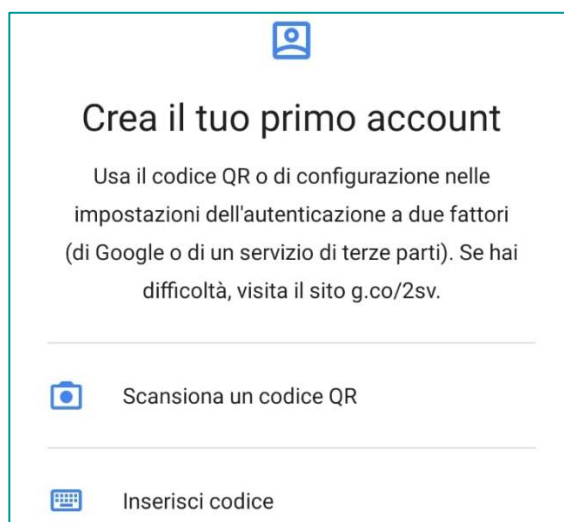 Crea il tuo primo account
Usa il codice QR o di configurazione nelle
impostazioni dell'autenticazione a due fattori
(di Google o di un servizio di terze parti). Se hai
difficoltà, visita il sito g.co/2sv.
Scansiona un codice QR
Inserisci codice